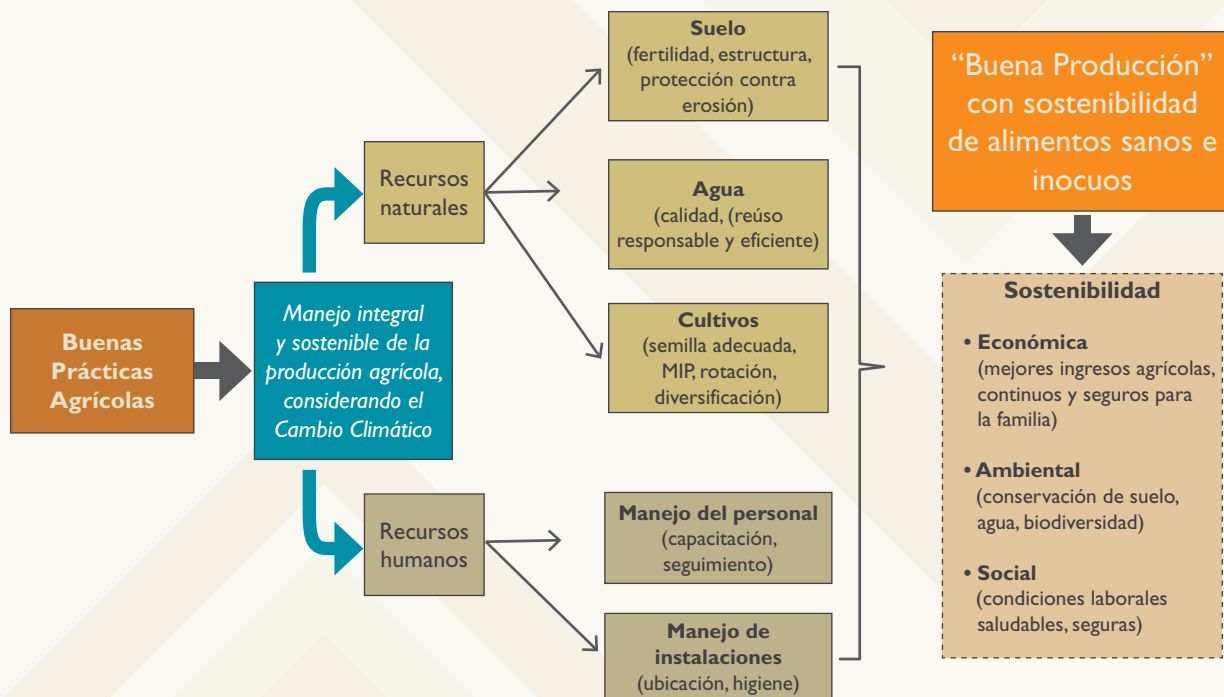 Buenas
Prácticas
Agrícolas
Manejo integral
y sostenible de la
producción agrícola,
considerando el
Cambio Climático
Recursos
naturales
Recursos
humanos
Suelo
(fertilidad, estructura,
protección contra
erosión)
Agua
(calidad, (reúso
responsable y eficiente)
Cultivos
(semilla adecuada,
MIP, rotación,
diversificación)
Manejo del personal
(capacitación,
seguimiento)
Manejo de
instalaciones
(ubicación, higiene)
“Buena Producción”
con sostenibilidad
de alimentos sanos e
inocuos
Sostenibilidad
• Económica
(mejores ingresos agrícolas,
continuos y seguros para
la familia)
• Ambiental
(conservación de suelo,
agua, biodiversidad)
• Social
(condiciones laborales
saludables, seguras)